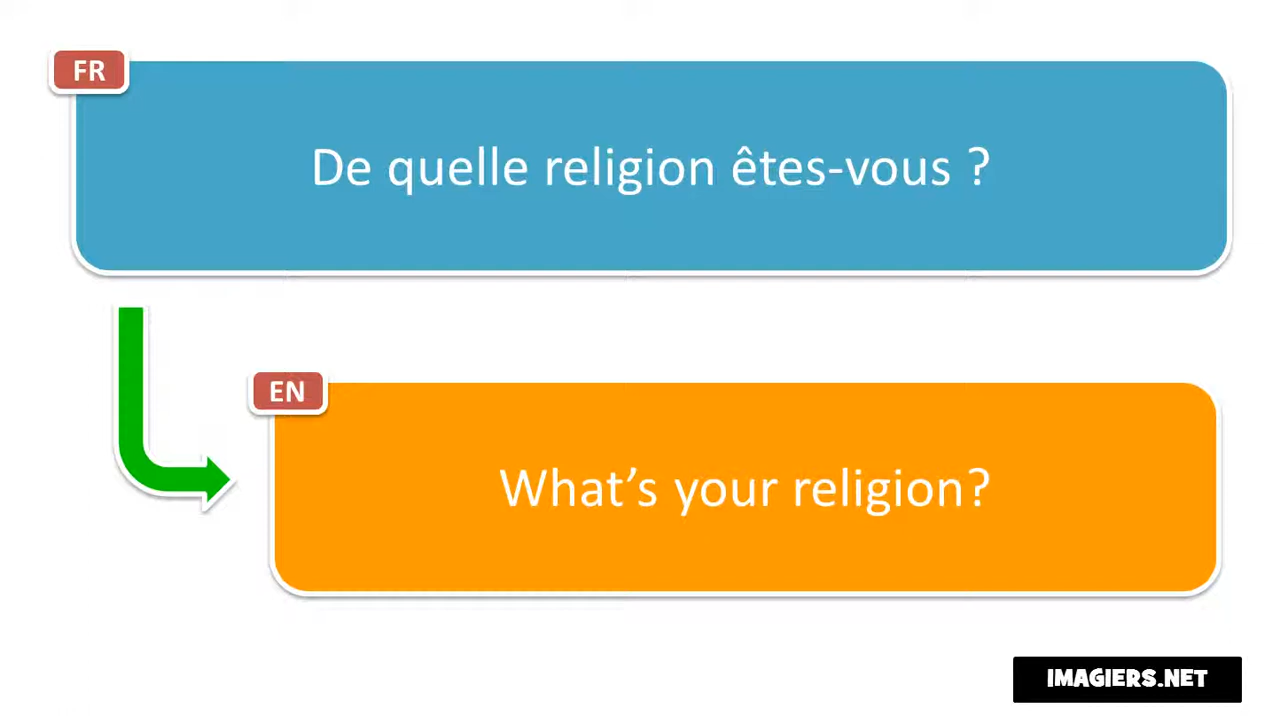 FR
De quelle religion êtes-vous ?
EN
What’s your religion?
IMAGIERS.NET